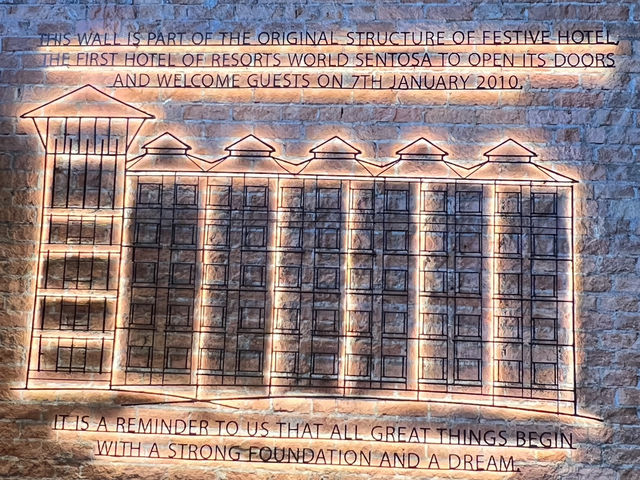 THIS WALL IS PART OF THE ORIGINAL STRUCTURE OF FESTIVE HOTEL,
THE FIRST HOTEL OF RESORTS WORLD SENTOSA TO OPEN ITS DOORS
AND WELCOME GUESTS ON 7TH JANUARY 2010.
IT IS A REMINDER TO US THAT ALL GREAT THINGS BEGIN
WITH A STRONG FOUNDATION AND A DREAM.